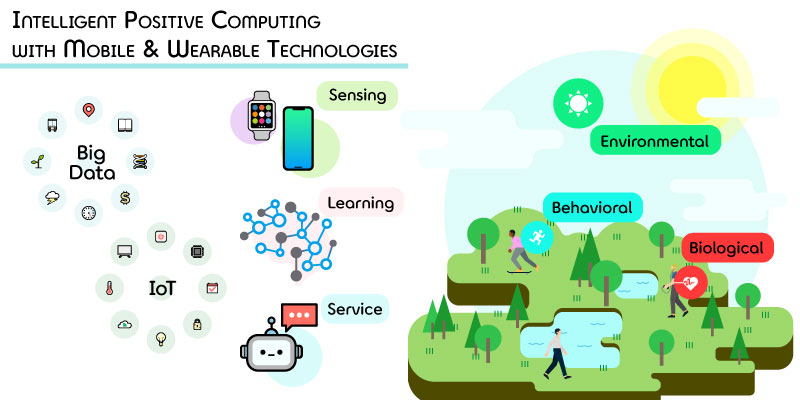 Intelligent Positive Computing
with Mobile & Wearable Technologies
Big
Data
IoT
Sensing
Learning
Service
Environmental
Behavioral
Biological